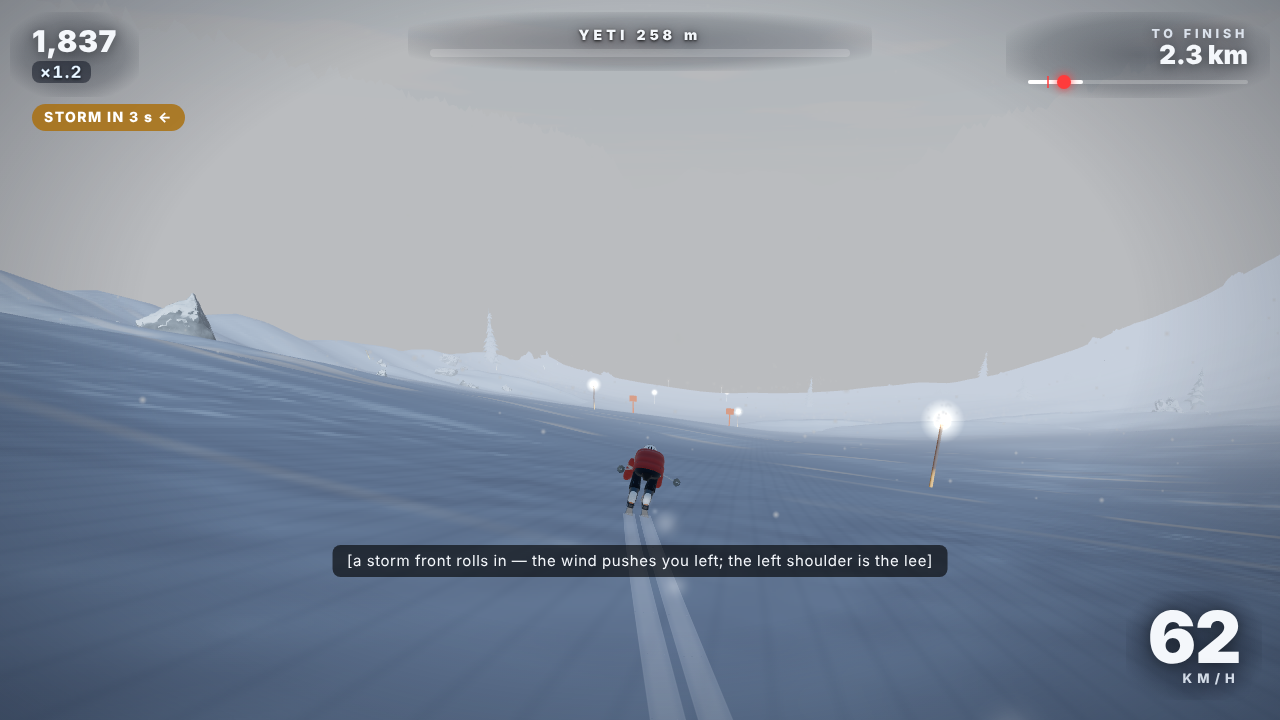 1,837
×1.2
STORM IN 3 s ←
YETI 258 m
TO FINISH
2.3 km
[a storm front rolls in — the wind pushes you left; the left shoulder is the lee]
62
KM/H